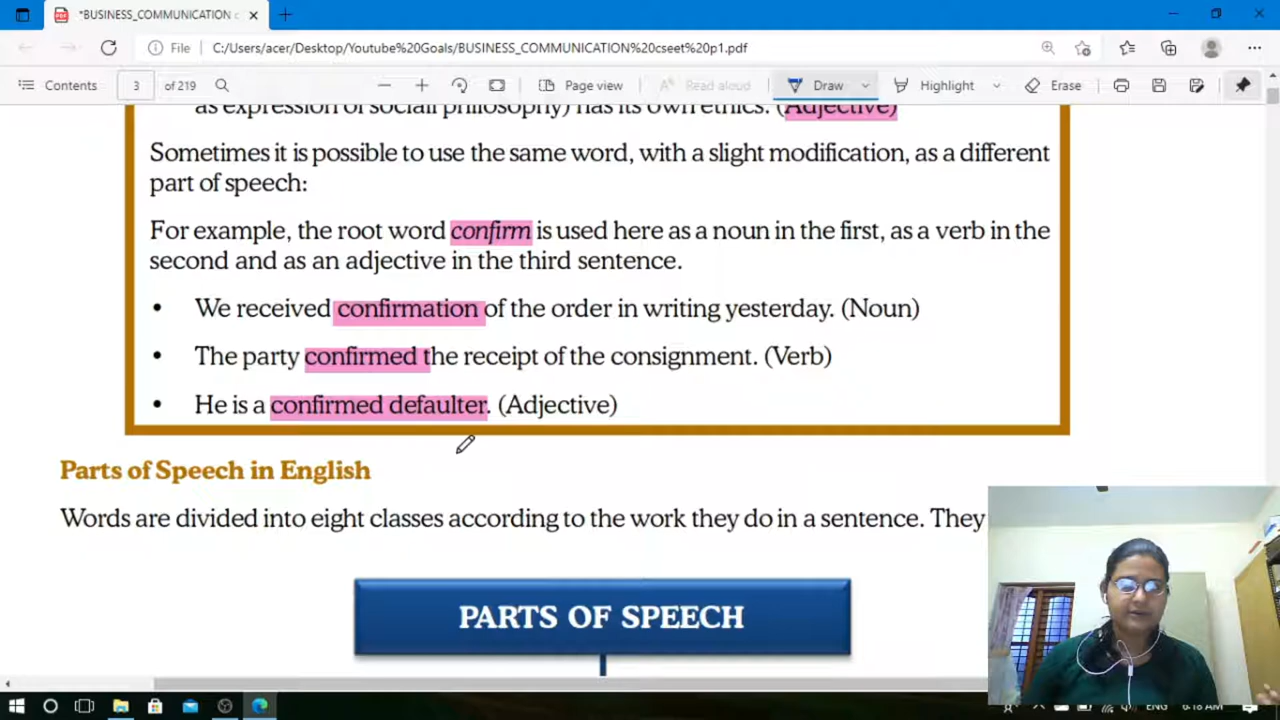 *BUSINESS_COMMUNICATION c
File C:/Users/acer/Desktop/Youtube%20Goals/BUSINESS_COMMUNICATION%20cseet%20p1.pdf
Contents 3 of 219 Page view Read aloud Draw Highlight Erase
as expression of sociall philosophy) has its own ethics. (Adjective)
Sometimes it is possible to use the same word, with a slight modification, as a different
part of speech:
For example, the root word confirm is used here as a noun in the first, as a verb in the
second and as an adjective in the third sentence.
• We received confirmation of the order in writing yesterday. (Noun)
• The party confirmed the receipt of the consignment. (Verb)
• He is a confirmed defaulter. (Adjective)
Parts of Speech in English
Words are divided into eight classes according to the work they do in a sentence. They
PARTS OF SPEECH
ENG 6:18 AM